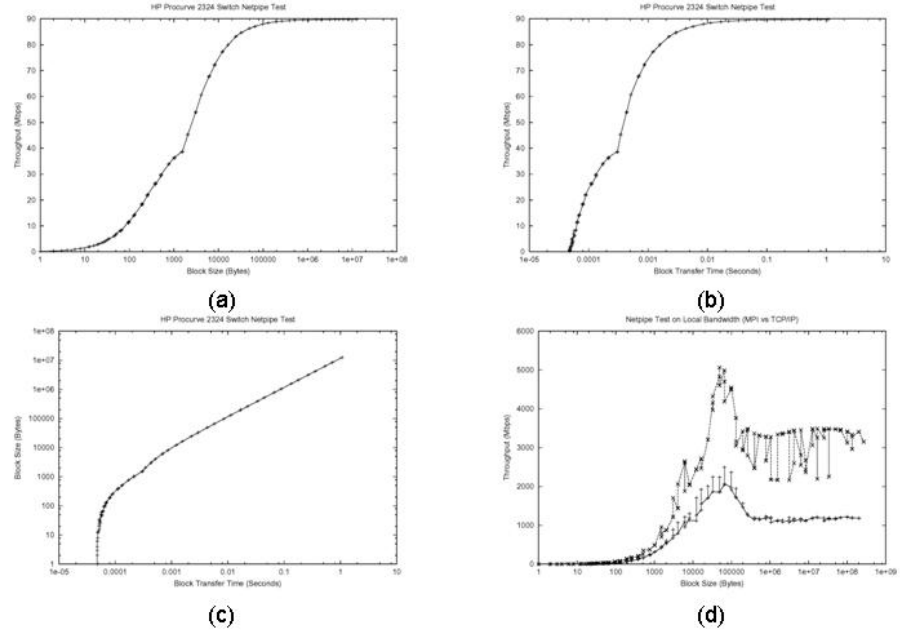 HP Procurve 2324 Switch Netpipe Test
Throughput (Mbps)
90
80
70
60
50
40
30
20
10
0
1 10 100 1000 10000 100000 1e+06 1e+07 1e+08
Block Size (Bytes)
(a)
HP Procurve 2324 Switch Netpipe Test
Throughput (Mbps)
90
80
70
60
50
40
30
20
10
0
1e-05 0.0001 0.001 0.01 0.1 1 10
Block Transfer Time (Seconds)
(b)
HP Procurve 2324 Switch Netpipe Test
Block Size (Bytes)
1e+08
1e+07
1e+06
100000
10000
1000
100
10
1
1e-05 0.0001 0.001 0.01 0.1 1 10
Block Transfer Time (Seconds)
(c)
Netpipe Test on Local Bandwidth (MPI vs TCP/IP)
Throughput (Mbps)
6000
5000
4000
3000
2000
1000
0
1 10 100 1000 10000 100000 1e+06 1e+07 1e+08 1e+09
Block Size (Bytes)
(d)